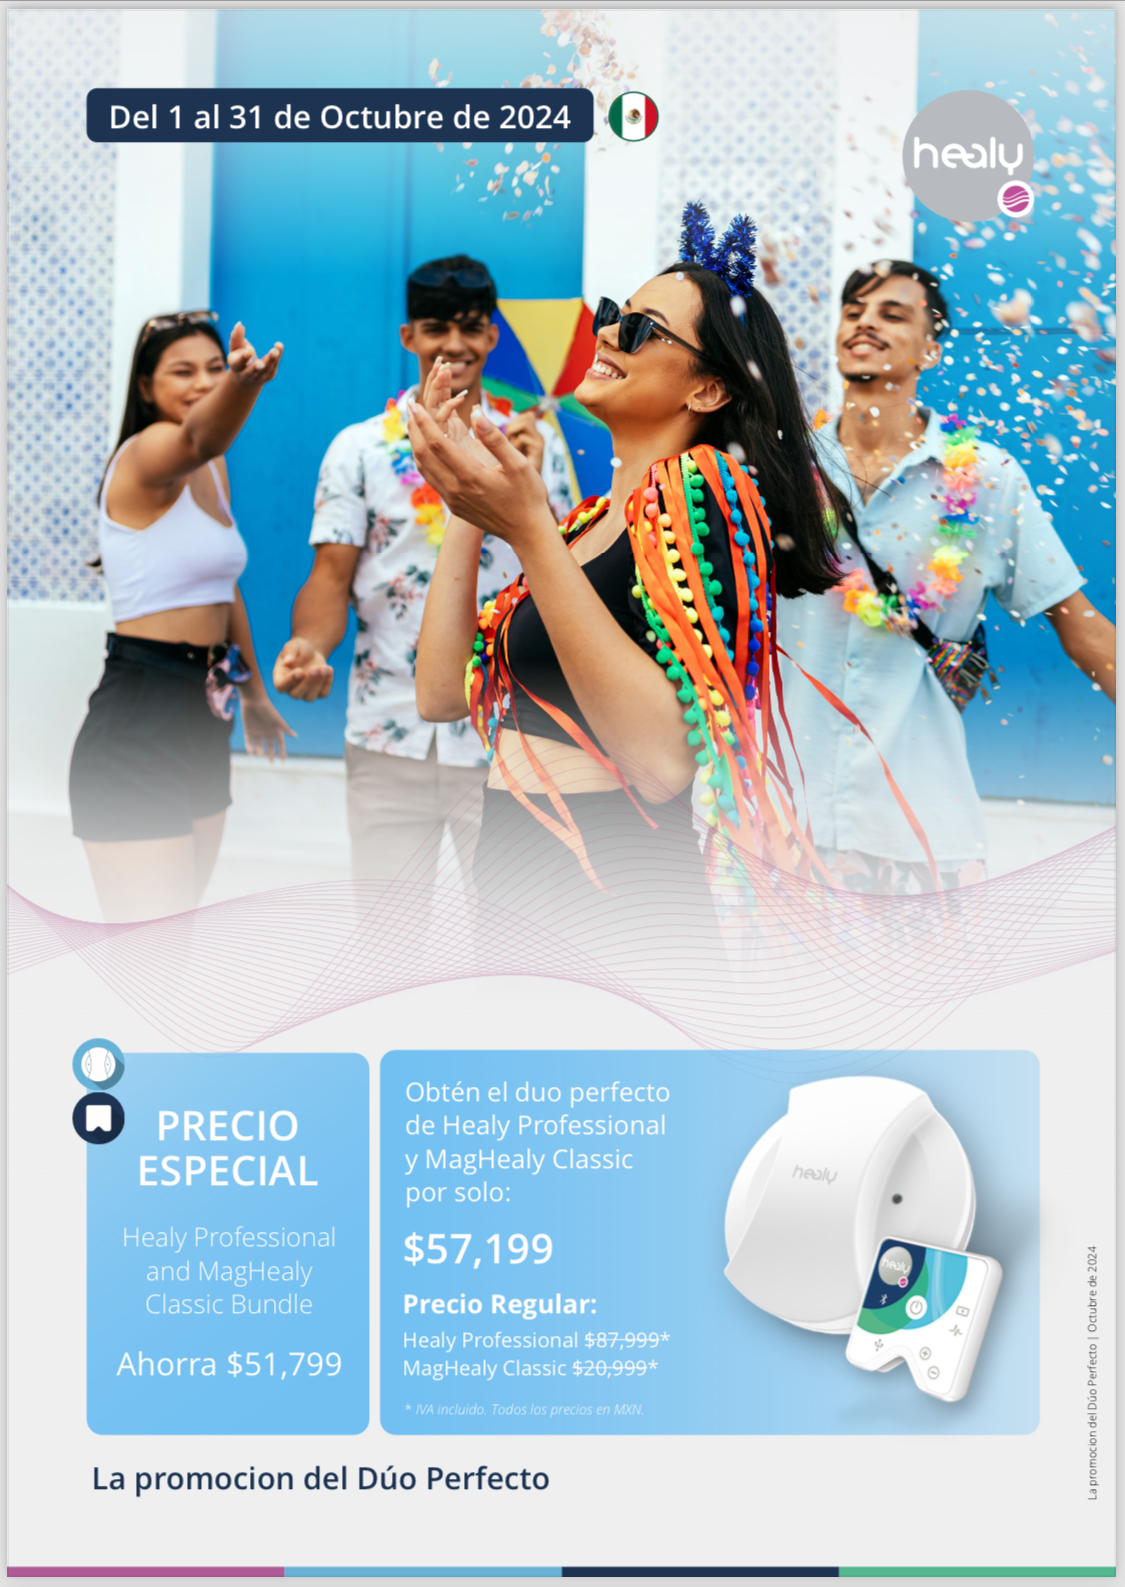 Del 1 al 31 de Octubre de 2024
healy
PRECIO
ESPECIAL
Healy Professional
and MagHealy
Classic Bundle
Ahorra $51,799
Obtén el duo perfecto
de Healy Professional
y MagHealy Classic
por solo:
$57,199
Precio Regular:
Healy Professional $87,999*
MagHealy Classic $20,999*
* IVA incluido. Todos los precios en MXN.
healy
healy
La promocion del Dúo Perfecto
La promocion del Dúo Perfecto | Octubre de 2024